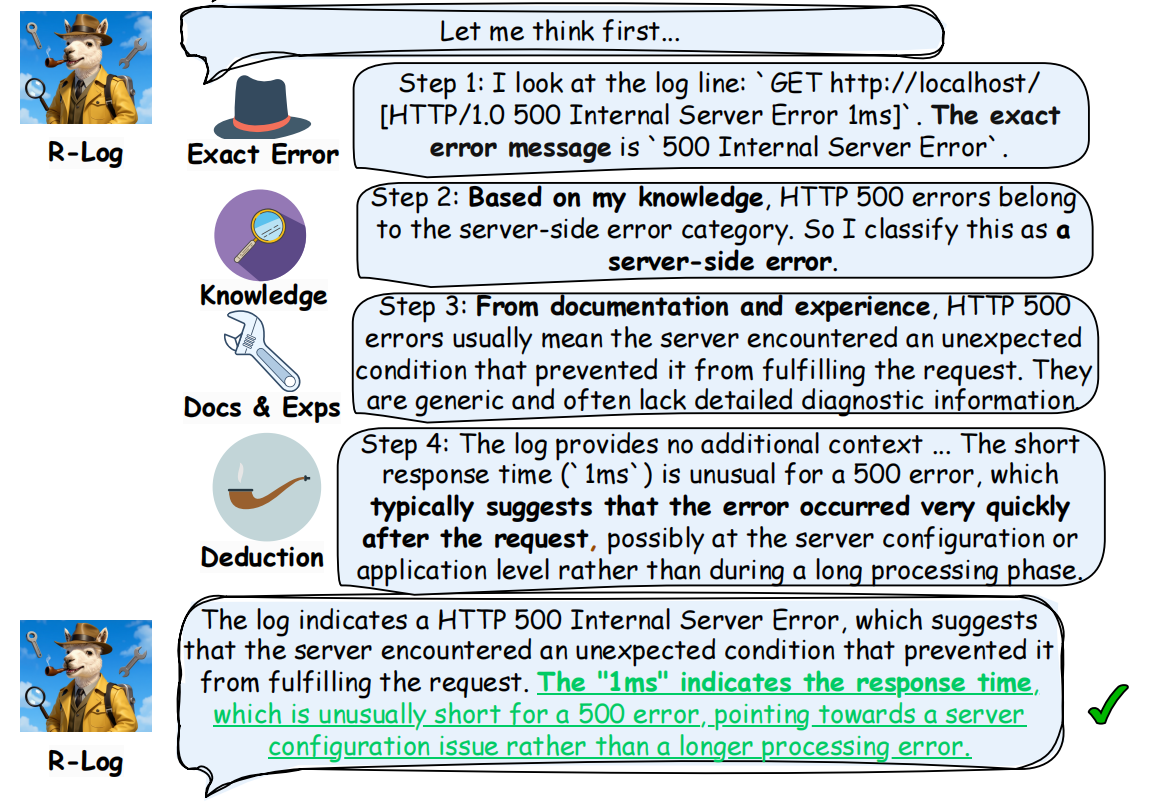 Let me think first...
R-Log
Exact Error
Step 1: I look at the log line: `GET http://localhost/
[HTTP/1.0 500 Internal Server Error 1ms]`. The exact
error message is `500 Internal Server Error`.
Knowledge
Step 2: Based on my knowledge, HTTP 500 errors belong
to the server-side error category. So I classify this as a
server-side error.
Docs & Exps
Step 3: From documentation and experience, HTTP 500
errors usually mean the server encountered an unexpected
condition that prevented it from fulfilling the request. They
are generic and often lack detailed diagnostic information.
Deduction
Step 4: The log provides no additional context ... The short
response time (`1ms`) is unusual for a 500 error, which
typically suggests that the error occurred very quickly
after the request, possibly at the server configuration or
application level rather than during a long processing phase.
R-Log
The log indicates a HTTP 500 Internal Server Error, which suggests
that the server encountered an unexpected condition that prevented it
from fulfilling the request. The "1ms" indicates the response time,
which is unusually short for a 500 error, pointing towards a server
configuration issue rather than a longer processing error.